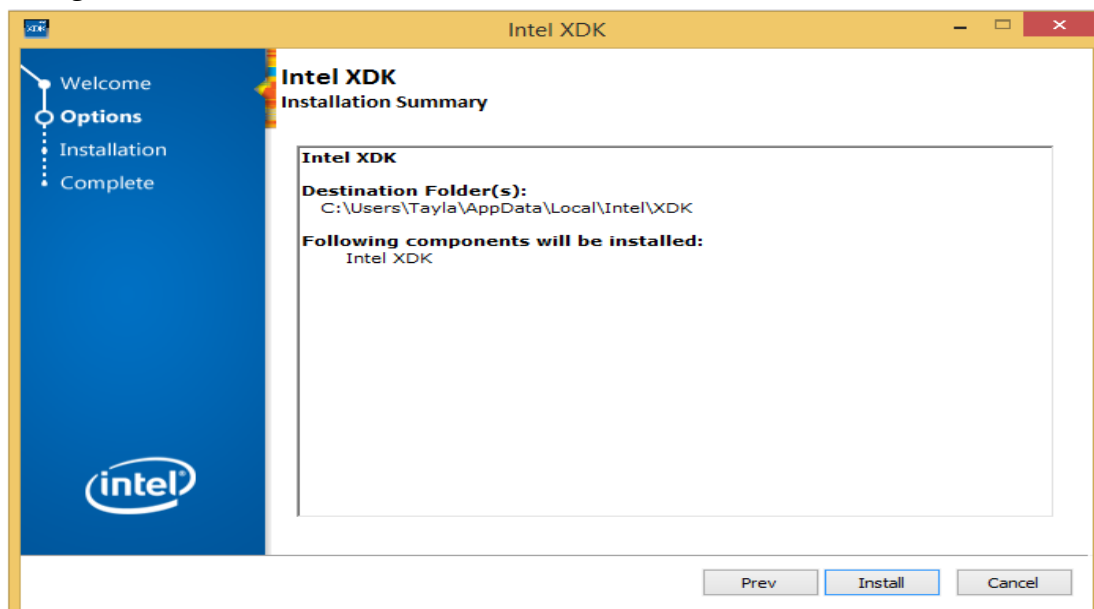 XDK
Intel XDK
Welcome
Options
Installation
Complete
Intel XDK
Installation Summary
Intel XDK
Destination Folder(s):
C:\Users\Tayla\AppData\Local\Intel\XDK
Following components will be installed:
Intel XDK
(intel)
Prev
Install
Cancel